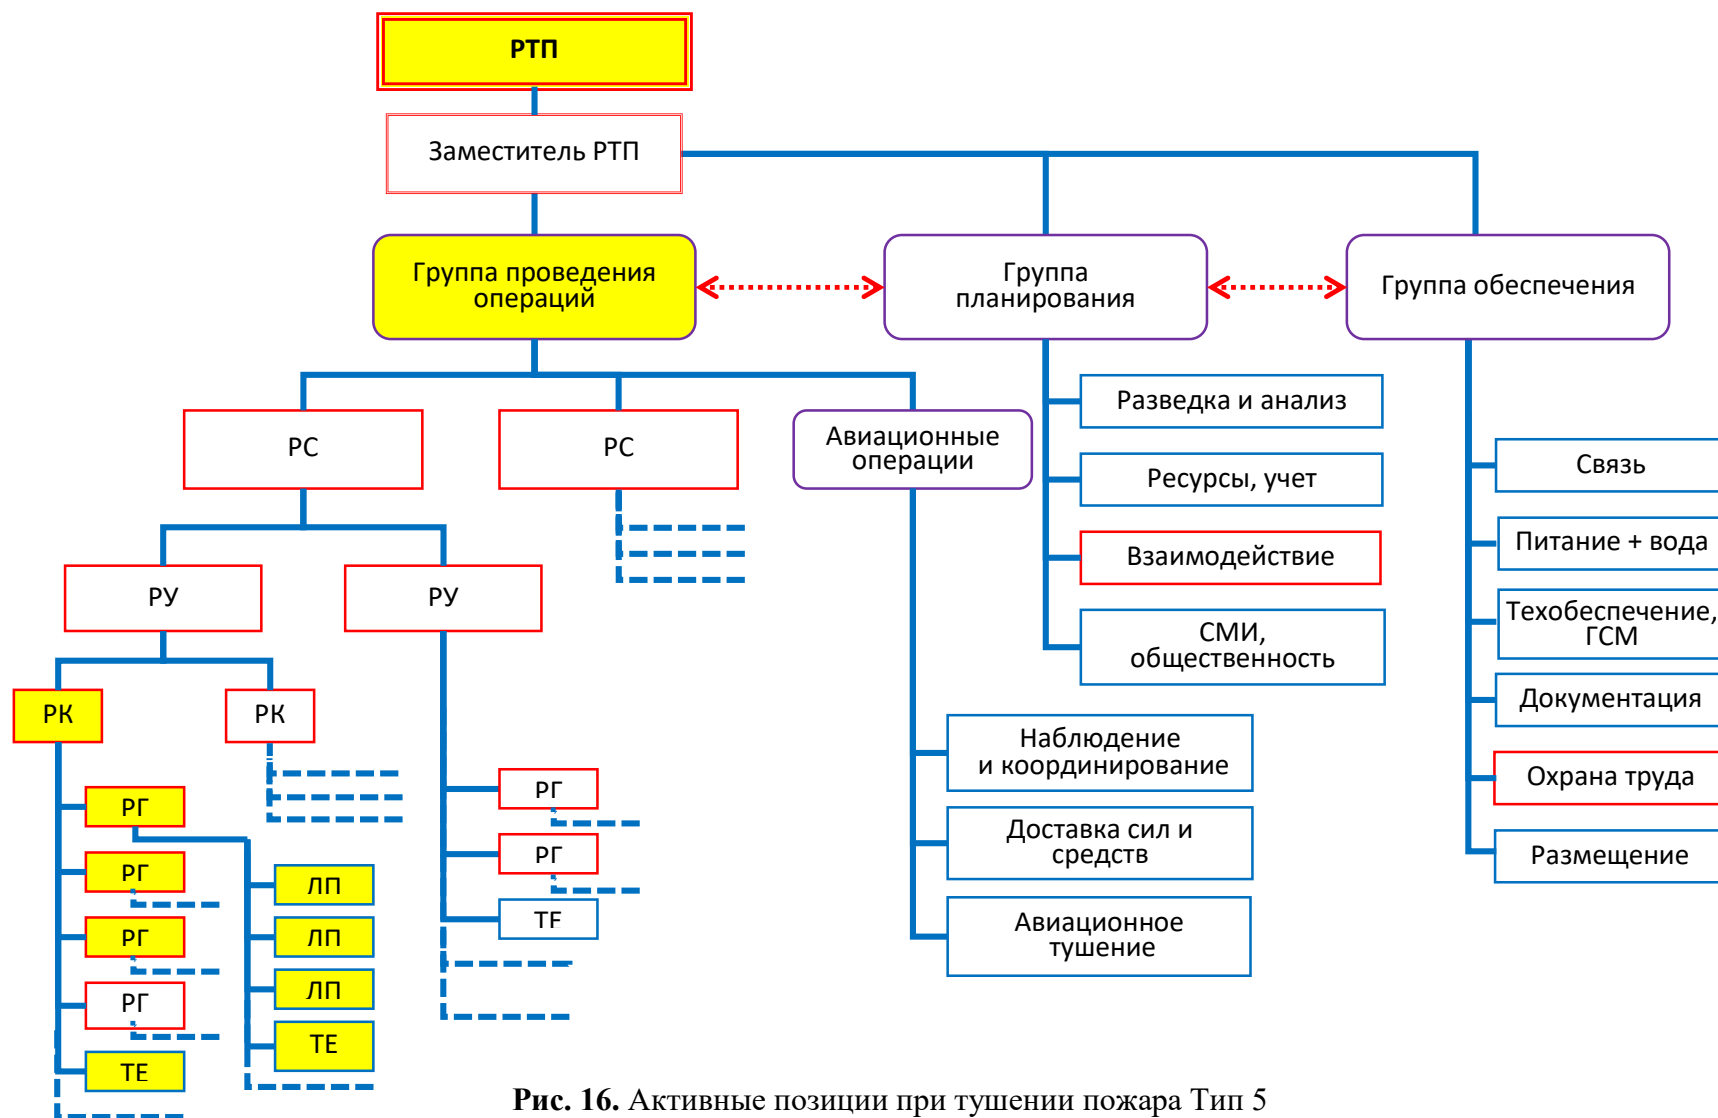 РТП
Заместитель РТП
Группа проведения
операций
Группа
планирования
Группа обеспечения
РС
РС
Авиационные
операции
Разведка и анализ
Ресурсы, учет
Взаимодействие
СМИ,
общественность
Связь
Питание + вода
Техобеспечение,
ГСМ
Документация
Охрана труда
Размещение
РУ
РУ
РК
РК
РГ
РГ
РГ
РГ
ТЕ
ЛП
ЛП
ЛП
ТЕ
РГ
РГ
ТЕ
Наблюдение
и координирование
Доставка сил и
средств
Авиационное
тушение
Рис. 16. Активные позиции при тушении пожара Тип 5